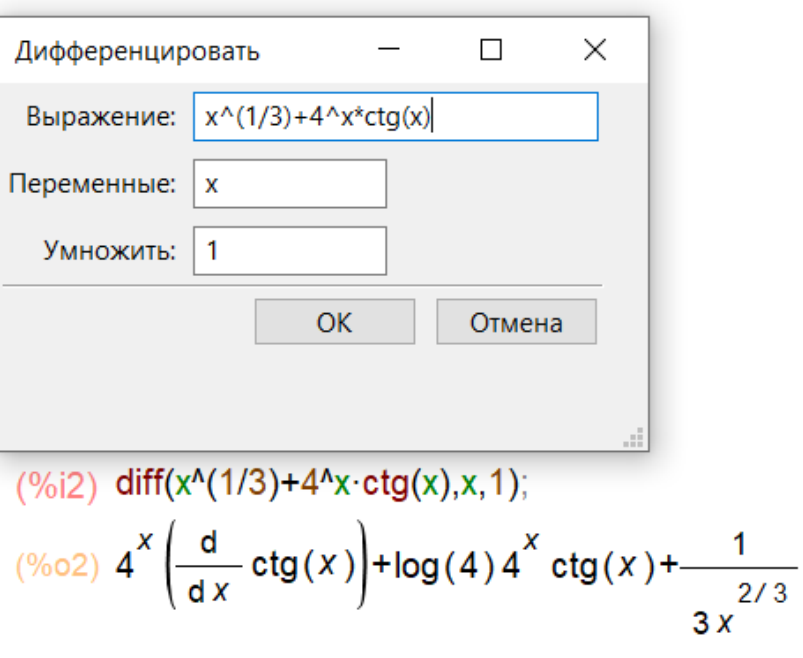 Дифференцировать
Выражение: x^(1/3)+4^x*ctg(x)
Переменные: x
Умножить: 1
ОК Отмена
(%i2) diff(x^(1/3)+4^x·ctg(x),x,1);
(%o2) 4^x (d/dx ctg(x))+log(4) 4^x ctg(x)+1/(3 x^(2/3))